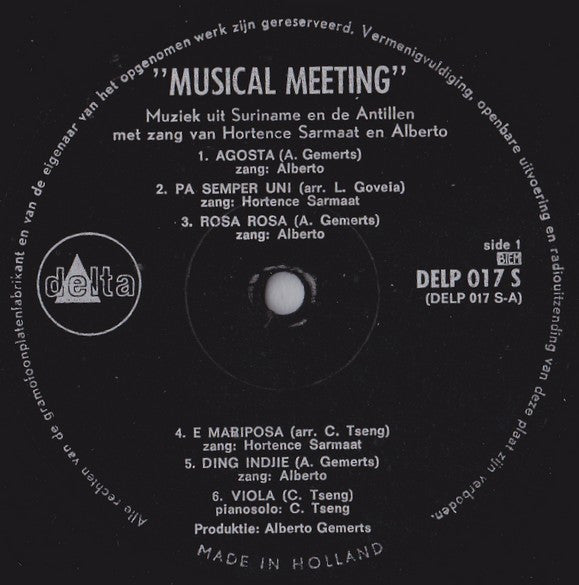 Alle rechten van de gramofoonplatenfabrikant en van de eigenaar van het opgenomen werk zijn gereserveerd. Vermenigvuldiging, openbare uitvoering en radiouitzending van deze plaat zijn verboden.
"MUSICAL MEETING"
Muziek uit Suriname en de Antillen
met zang van Hortence Sarmaat en Alberto
1. AGOSTA (A. Gemerts)
zang: Alberto
2. PA SEMPER UNI (arr. L. Goveia)
zang: Hortence Sarmaat
3. ROSA ROSA (A. Gemerts)
zang: Alberto
side 1
BIEM
delta
DELP 017 S
(DELP 017 S-A)
4. E MARIPOSA (arr. C. Tseng)
zang: Hortence Sarmaat
5. DING INDJIE (A. Gemerts)
zang: Alberto
6. VIOLA (C. Tseng)
pianosolo: C. Tseng
Produktie: Alberto Gemerts
MADE IN HOLLAND